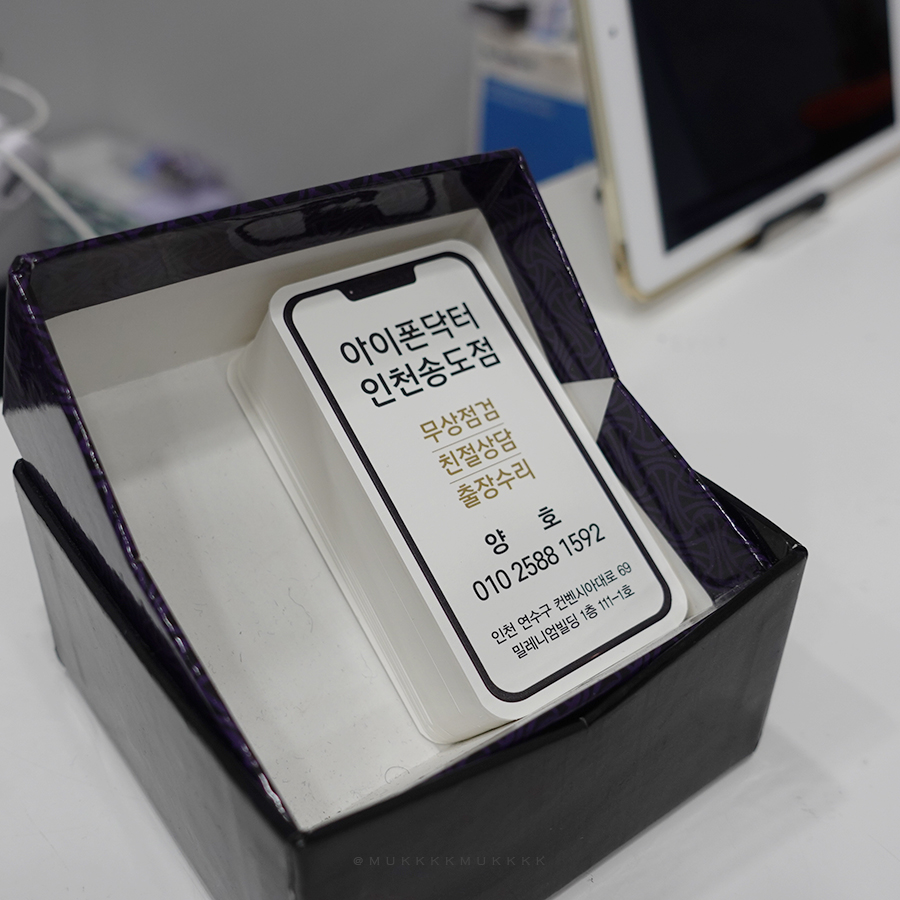 아이폰닥터
인천송도점
무상점검
친절상담
출장수리
양 호
010 2588 1592
인천 연수구 컨벤시아대로 69
밀레니엄빌딩 1층 111-1호
@MUKKKKMUKKKK